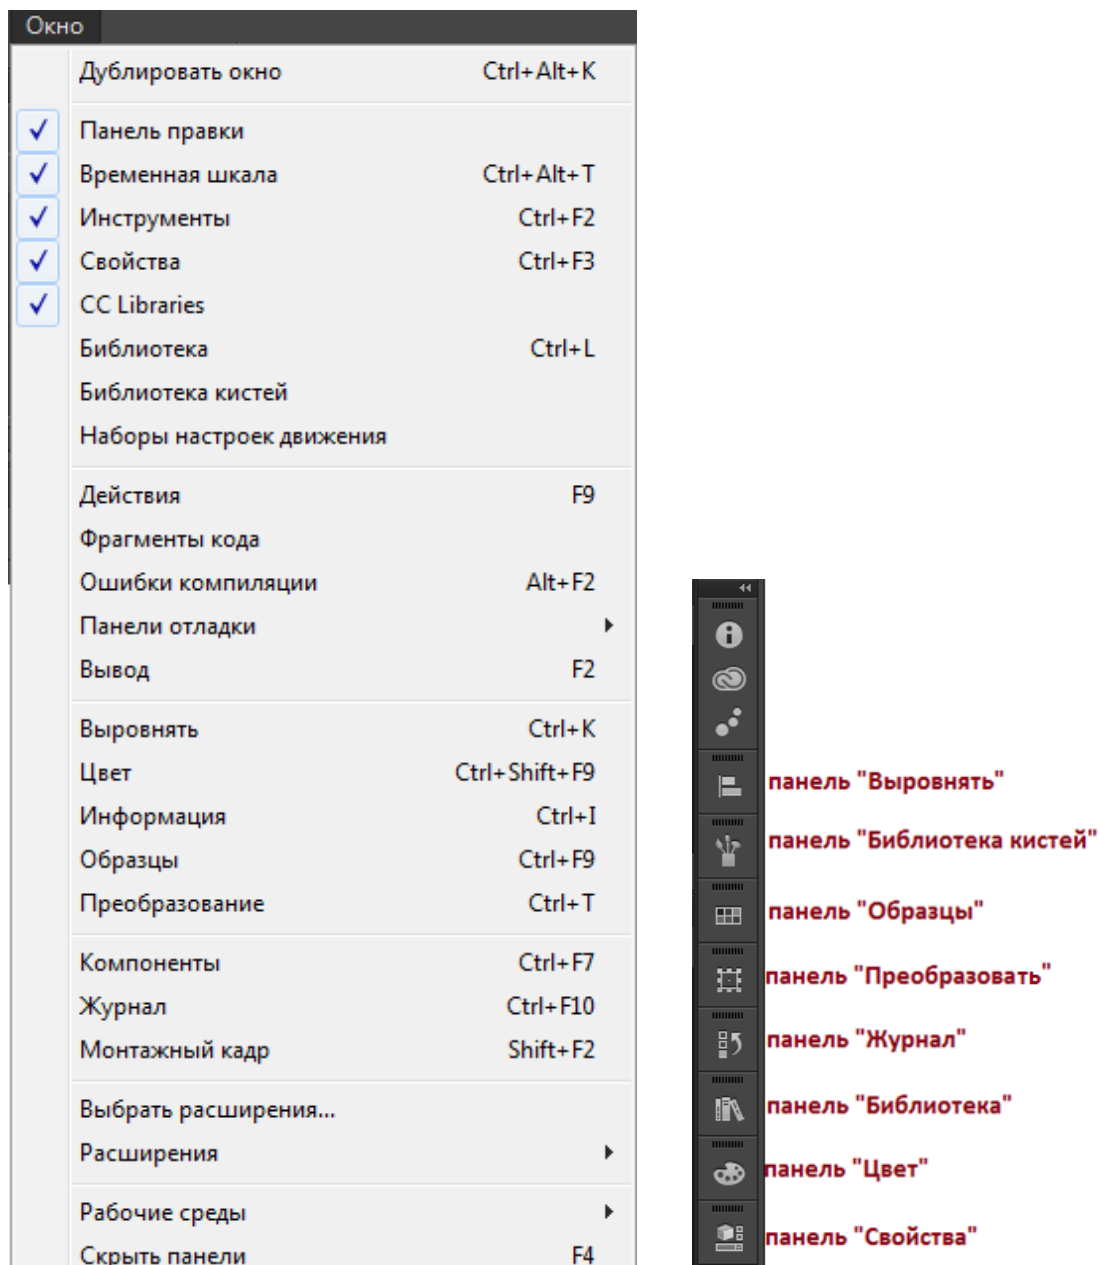 Окно
Дублировать окно Ctrl+Alt+K
Панель правки
Временная шкала Ctrl+Alt+T
Инструменты Ctrl+F2
Свойства Ctrl+F3
CC Libraries
Библиотека Ctrl+L
Библиотека кистей
Наборы настроек движения
Действия F9
Фрагменты кода
Ошибки компиляции Alt+F2
Панели отладки
Вывод F2
Выровнять Ctrl+K
Цвет Ctrl+Shift+F9
Информация Ctrl+I
Образцы Ctrl+F9
Преобразование Ctrl+T
Компоненты Ctrl+F7
Журнал Ctrl+F10
Монтажный кадр Shift+F2
Выбрать расширения...
Расширения
Рабочие среды
Скрыть панели F4
панель "Выровнять"
панель "Библиотека кистей"
панель "Образцы"
панель "Преобразовать"
панель "Журнал"
панель "Библиотека"
панель "Цвет"
панель "Свойства"